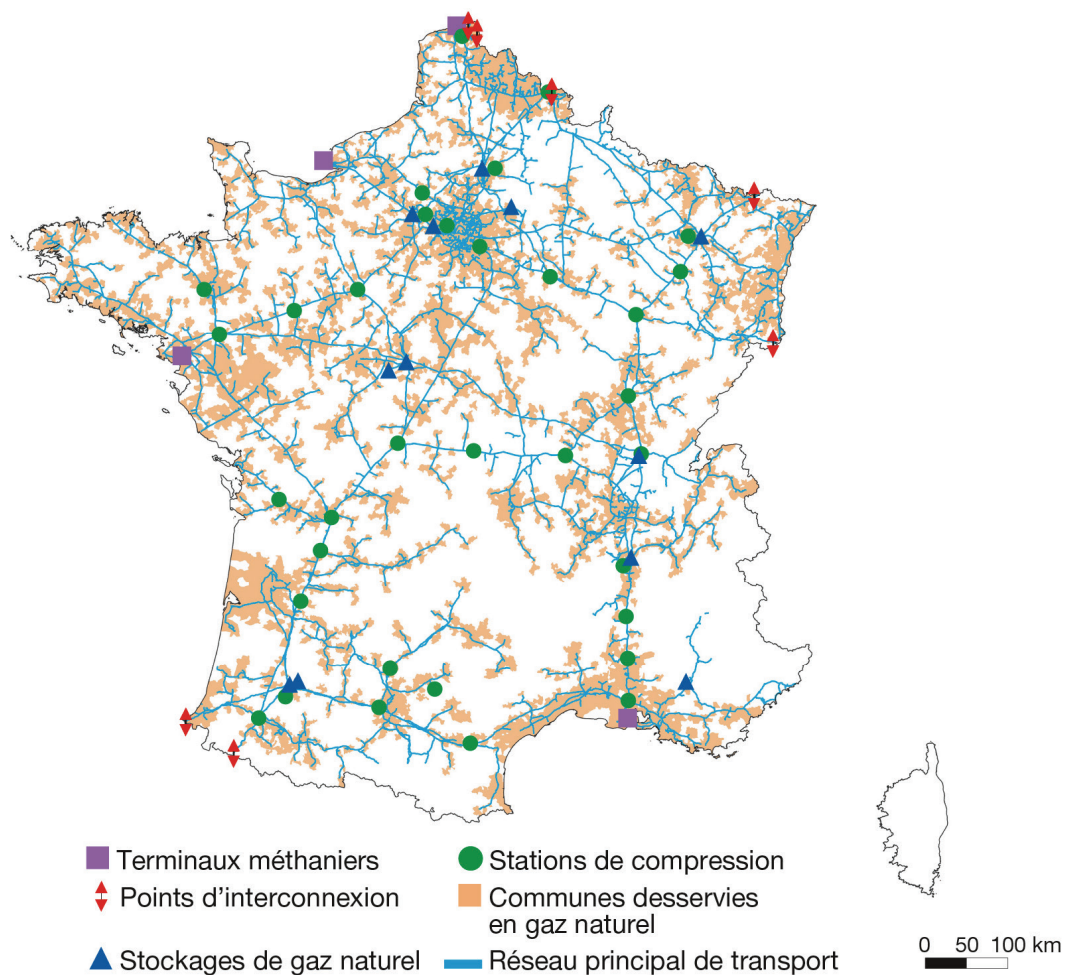 Terminaux méthaniers
Points d'interconnexion
Stockages de gaz naturel
Stations de compression
Communes desservies
en gaz naturel
Réseau principal de transport
0 50 100 km